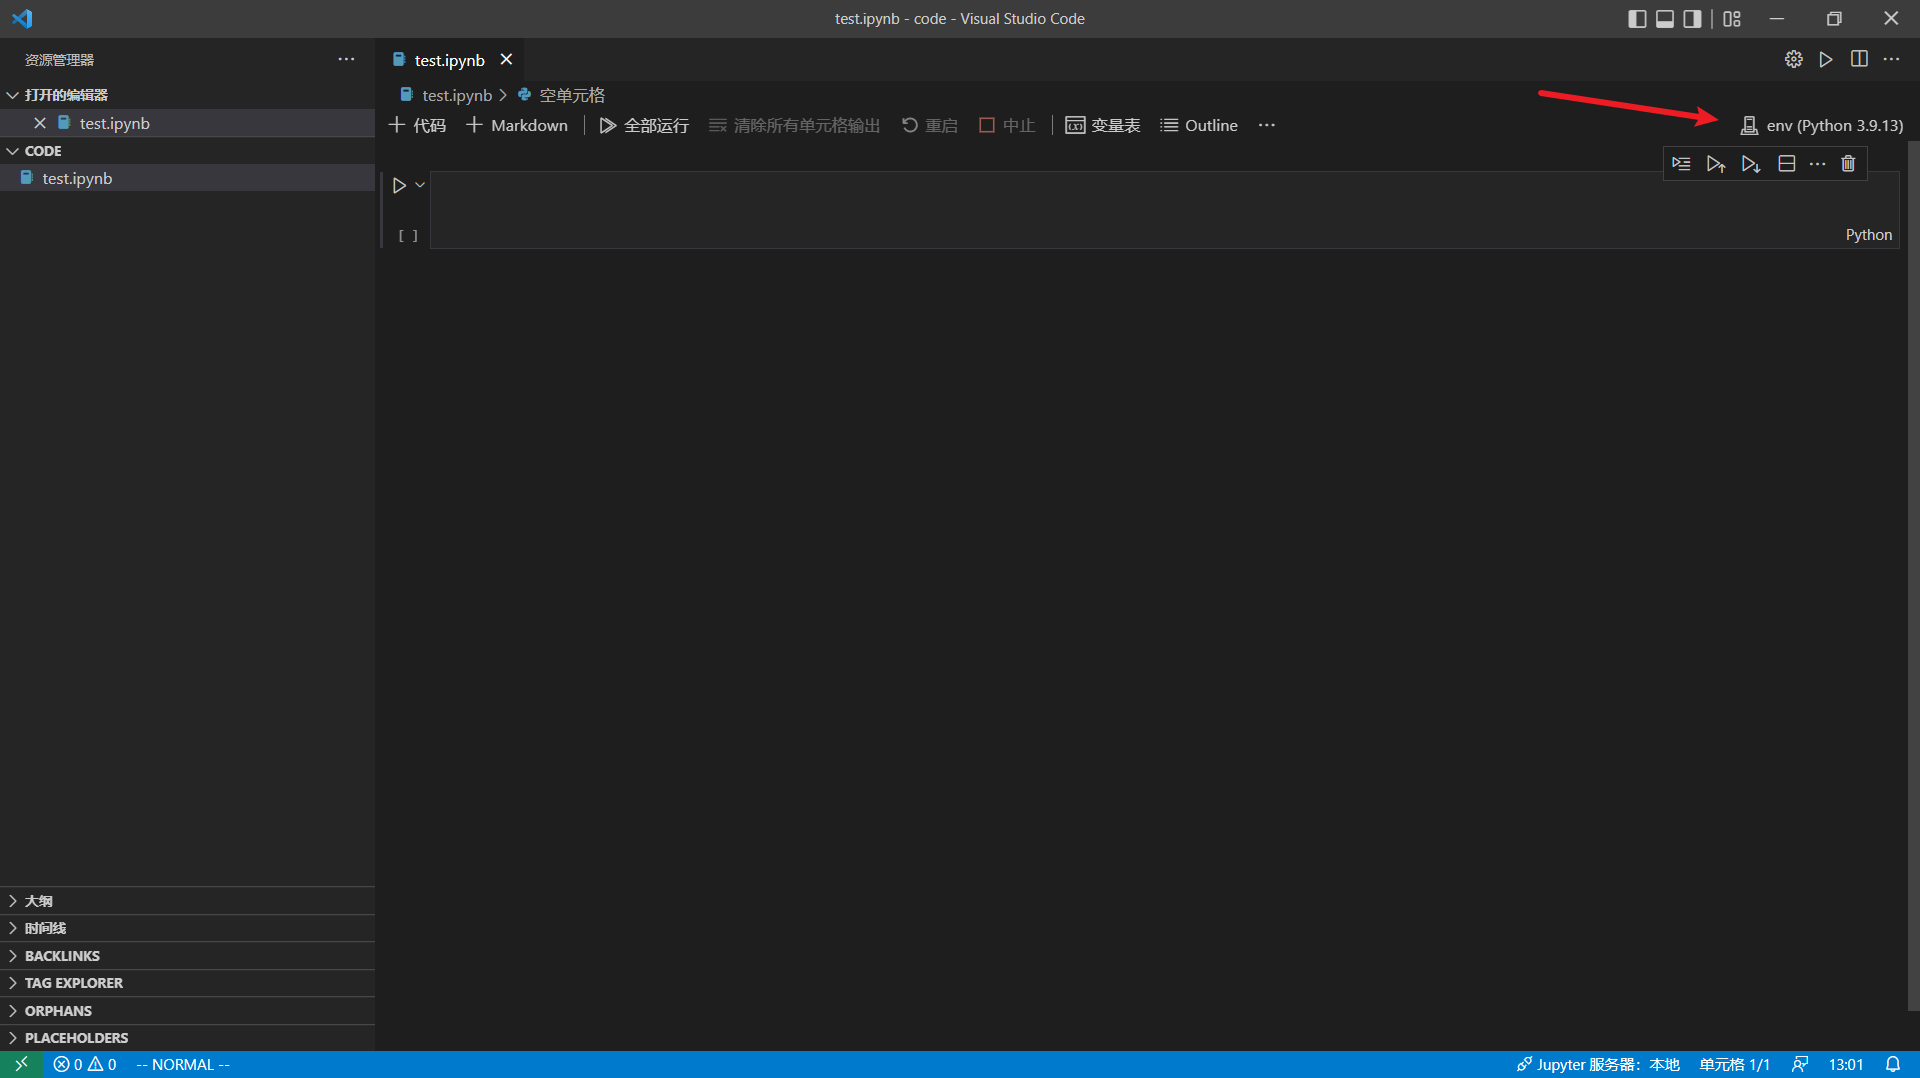 test.ipynb - code - Visual Studio Code
资源管理器
打开的编辑器
test.ipynb
CODE
test.ipynb
大纲
时间线
BACKLINKS
TAG EXPLORER
ORPHANS
PLACEHOLDERS
test.ipynb
test.ipynb > 空单元格
代码 Markdown 全部运行 清除所有单元格输出 重启 中止 变量表 Outline ···
env (Python 3.9.13)
[ ]
Python
0 0 -- NORMAL --
Jupyter 服务器: 本地 单元格 1/1 13:01